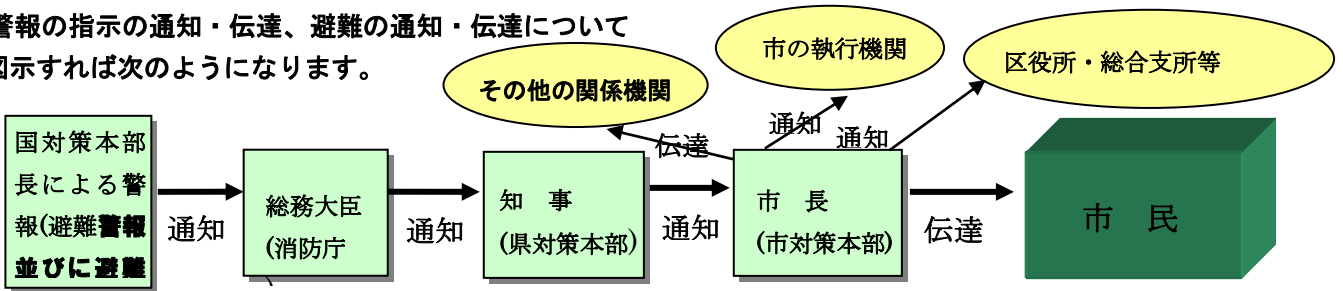 警報の指示の通知・伝達、避難の通知・伝達について
図示すれば次のようになります。
その他の関係機関
市の執行機関
区役所・総合支所等
通知
通知
伝達
国対策本部
長による警
報(避難警報
並びに避難
通知
総務大臣
(消防庁
)
通知
知　事
(県対策本部)
通知
市　長
(市対策本部)
伝達
市　民